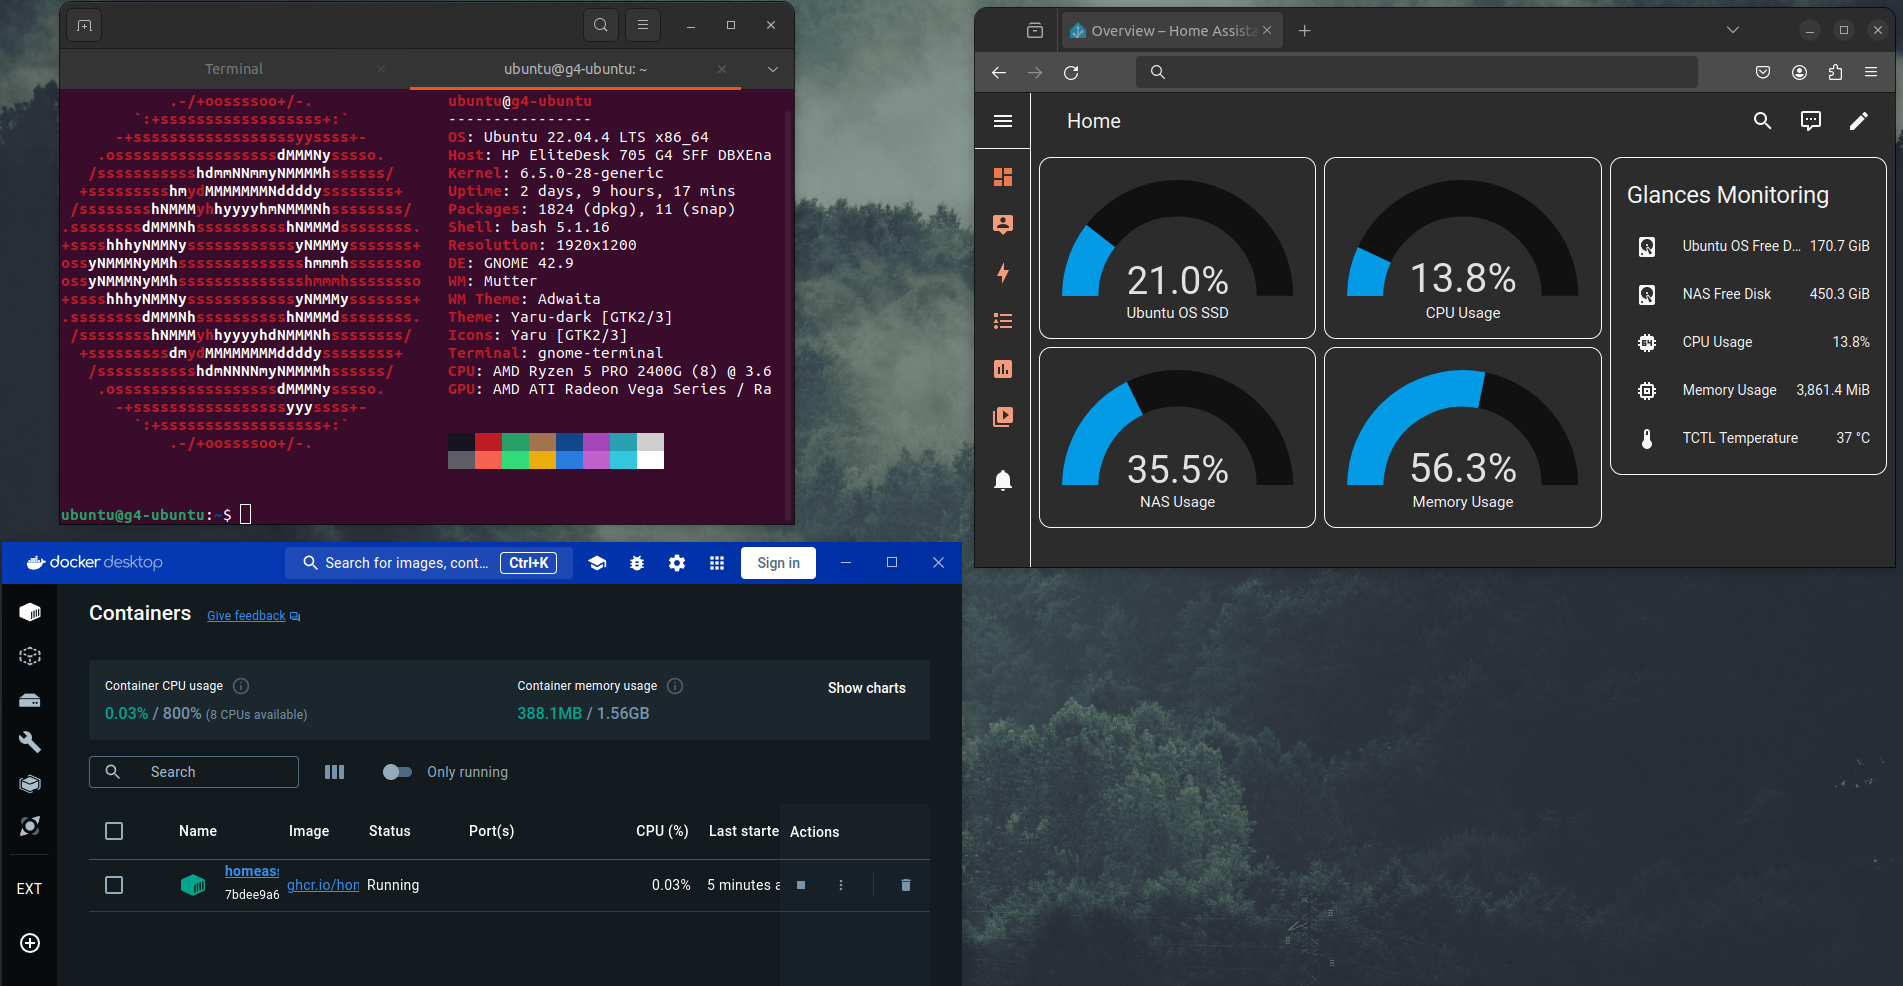 Terminal
ubuntu@g4-ubuntu: ~
.-/+oossssoo+/-.
`:+ssssssssssssssssss+:`
-+ssssssssssssssssssyyssss+-
.ossssssssssssssssssdMMMNysssso.
/ssssssssssshdmmNNmmyNMMMMhssssss/
+ssssssssshmydMMMMMMMNddddyssssssss+
/sssssssshNMMMyhhyyyyhmNMMMNhssssssss/
.ssssssssdMMMNhsssssssssshNMMMdssssssss.
+sssshhhyNMMNyssssssssssssyNMMMysssssss+
ossyNMMMNyMMhsssssssssssssshmmmhssssssso
ossyNMMMNyMMhsssssssssssssshmmmhssssssso
+sssshhhyNMMNyssssssssssssyNMMMysssssss+
.ssssssssdMMMNhsssssssssshNMMMdssssssss.
/sssssssshNMMMyhhyyyyhdNMMMNhssssssss/
+sssssssssdmydMMMMMMMMddddyssssssss+
/ssssssssssshdmNNNNmyNMMMMhssssss/
.ossssssssssssssssssdMMMNysssso.
-+sssssssssssssssssyyyssss+-
`:+ssssssssssssssssss+:`
.-/+oossssoo+/-.
ubuntu@g4-ubuntu
----------------
OS: Ubuntu 22.04.4 LTS x86_64
Host: HP EliteDesk 705 G4 SFF DBXEna
Kernel: 6.5.0-28-generic
Uptime: 2 days, 9 hours, 17 mins
Packages: 1824 (dpkg), 11 (snap)
Shell: bash 5.1.16
Resolution: 1920x1200
DE: GNOME 42.9
WM: Mutter
WM Theme: Adwaita
Theme: Yaru-dark [GTK2/3]
Icons: Yaru [GTK2/3]
Terminal: gnome-terminal
CPU: AMD Ryzen 5 PRO 2400G (8) @ 3.6
GPU: AMD ATI Radeon Vega Series / Ra
ubuntu@g4-ubuntu:~$
Overview – Home Assista
Home
21.0%
Ubuntu OS SSD
13.8%
CPU Usage
35.5%
NAS Usage
56.3%
Memory Usage
Glances Monitoring
Ubuntu OS Free D... 170.7 GiB
NAS Free Disk 450.3 GiB
64
CPU Usage 13.8%
Memory Usage 3,861.4 MiB
TCTL Temperature 37 °C
docker desktop
Search for images, cont... Ctrl+K
Sign in
Containers Give feedback
Container CPU usage
0.03% / 800% (8 CPUs available)
Container memory usage
388.1MB / 1.56GB
Show charts
Search
Only running
Name Image Status Port(s) CPU (%) Last starte Actions
homeas
7bdee9a6
ghcr.io/hon Running 0.03% 5 minutes a
EXT